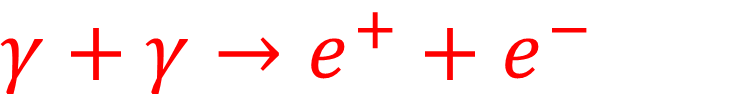 γ + γ → e⁺ + e⁻